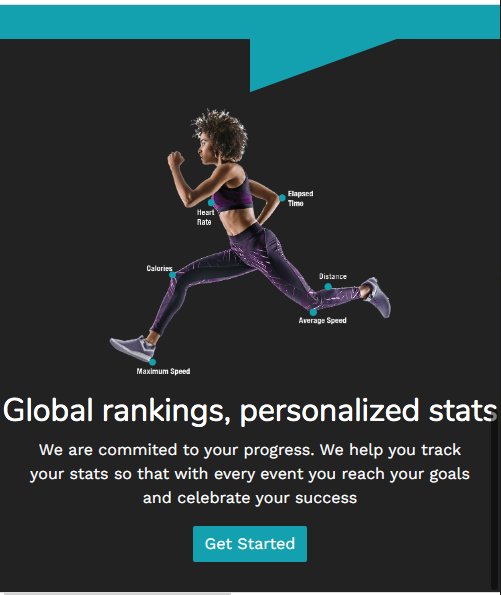 Elapsed
Time
Heart
Rate
Calories
Distance
Average Speed
Maximum Speed
Global rankings, personalized stats
We are commited to your progress. We help you track
your stats so that with every event you reach your goals
and celebrate your success
Get Started